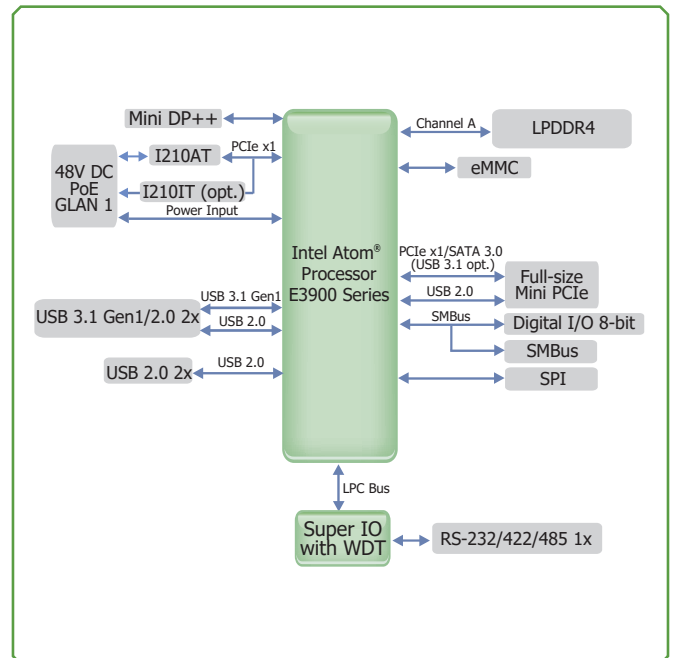 Mini DP++
Channel A
LPDDR4
I210AT
PCIe x1
48V DC
PoE
GLAN 1
I210IT (opt.)
Power Input
eMMC
Intel Atom®
Processor
E3900 Series
PCIe x1/SATA 3.0
(USB 3.1 opt.)
Full-size
Mini PCIe
USB 2.0
USB 3.1 Gen1/2.0 2x
USB 3.1 Gen1
USB 2.0
SMBus
Digital I/O 8-bit
SMBus
USB 2.0 2x
USB 2.0
SPI
LPC Bus
Super IO
with WDT
RS-232/422/485 1x